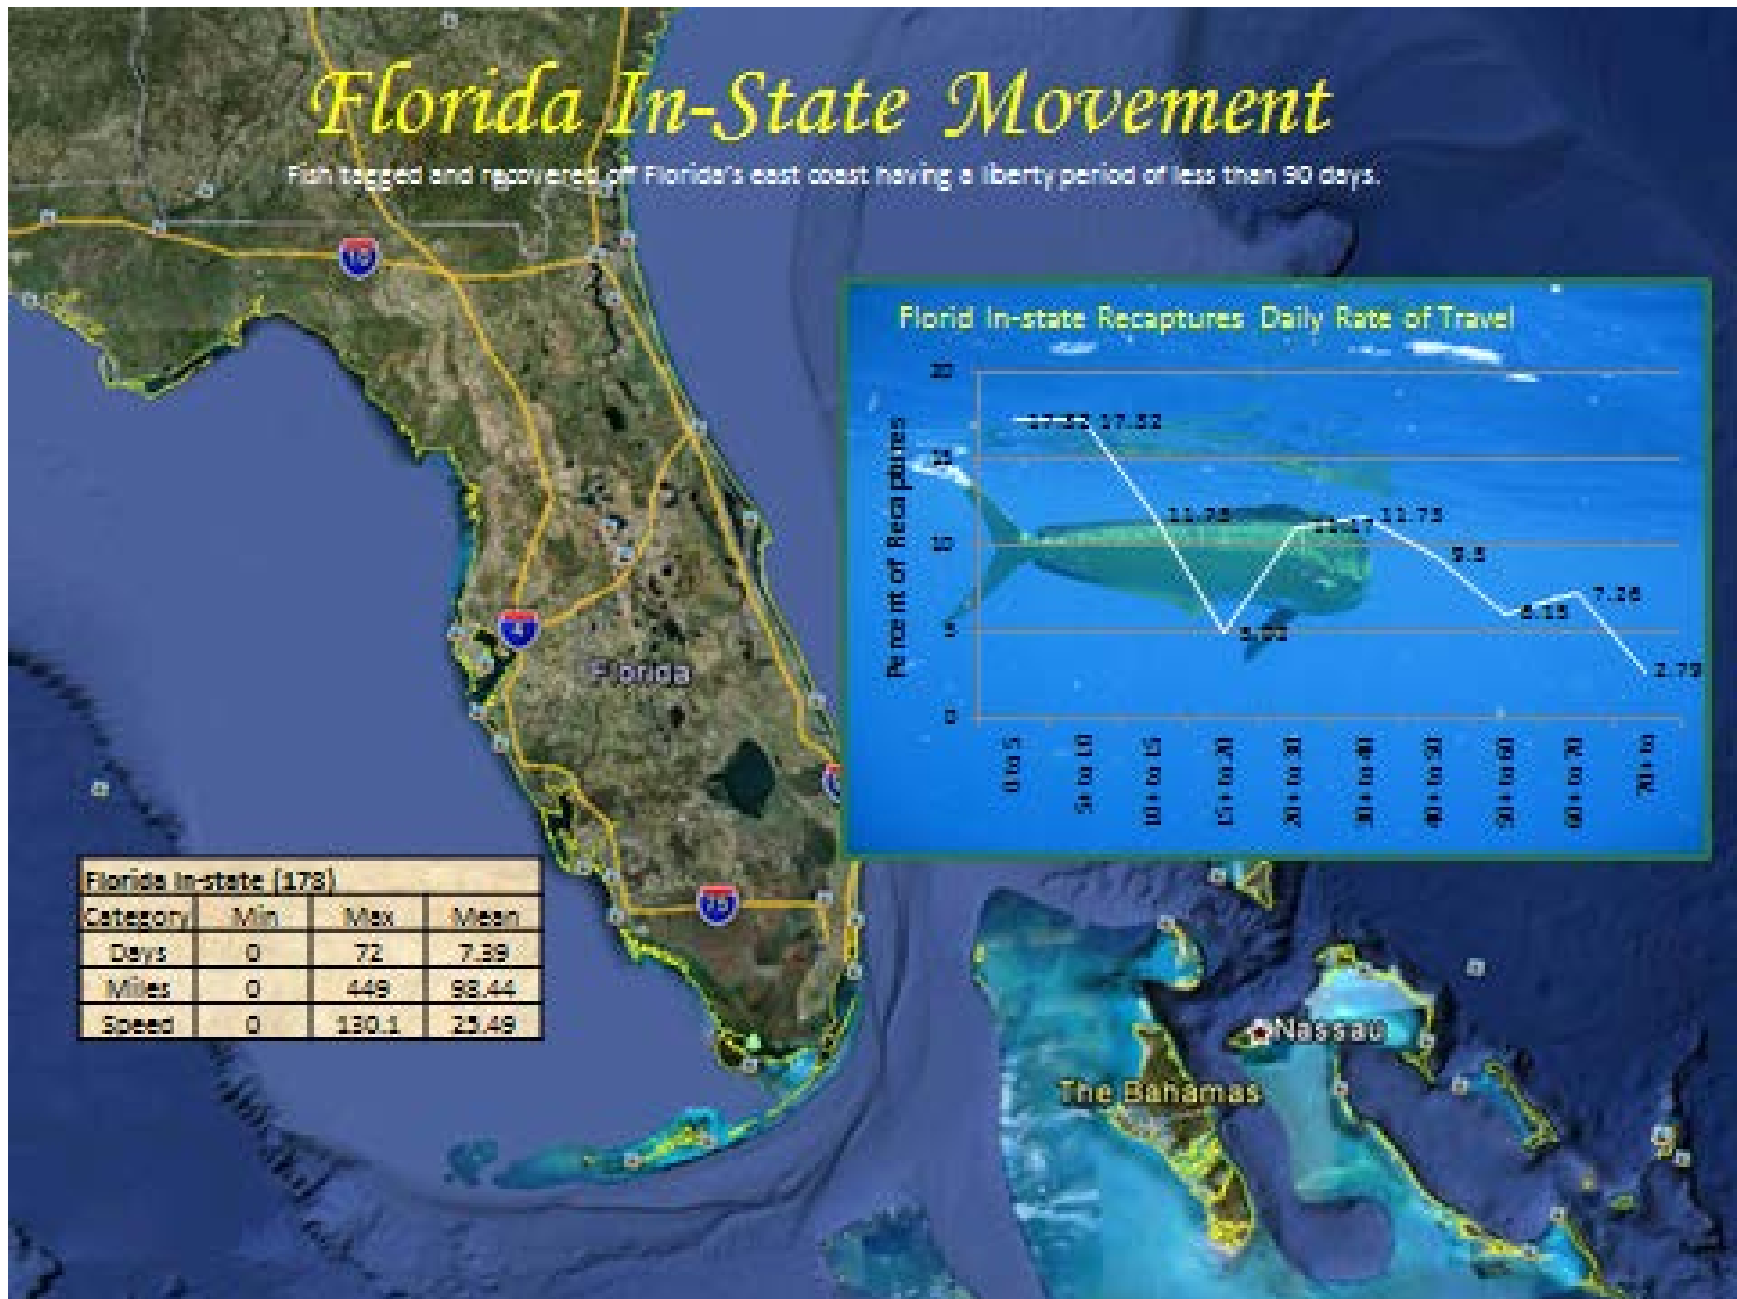 Florida In-State Movement
Fish tagged and recovered off Florida's east coast having a liberty period of less than 90 days.
10
Florid In-state Recaptures Daily Rate of Travel
Percent of Recaptures
20
15
10
5
0
17.32 17.32
11.73
11.17
11.73
9.5
6.15
7.26
2.79
0 to 5
5+ to 10
10+ to 15
15+ to 20
20+ to 30
30+ to 40
40+ to 50
50+ to 60
60+ to 70
70+ to
4
Florida
75
Florida In-state (173)
Category Min Max Mean
Days 0 72 7.39
Miles 0 449 98.44
Speed 0 130.1 25.49
Nassau
The Bahamas